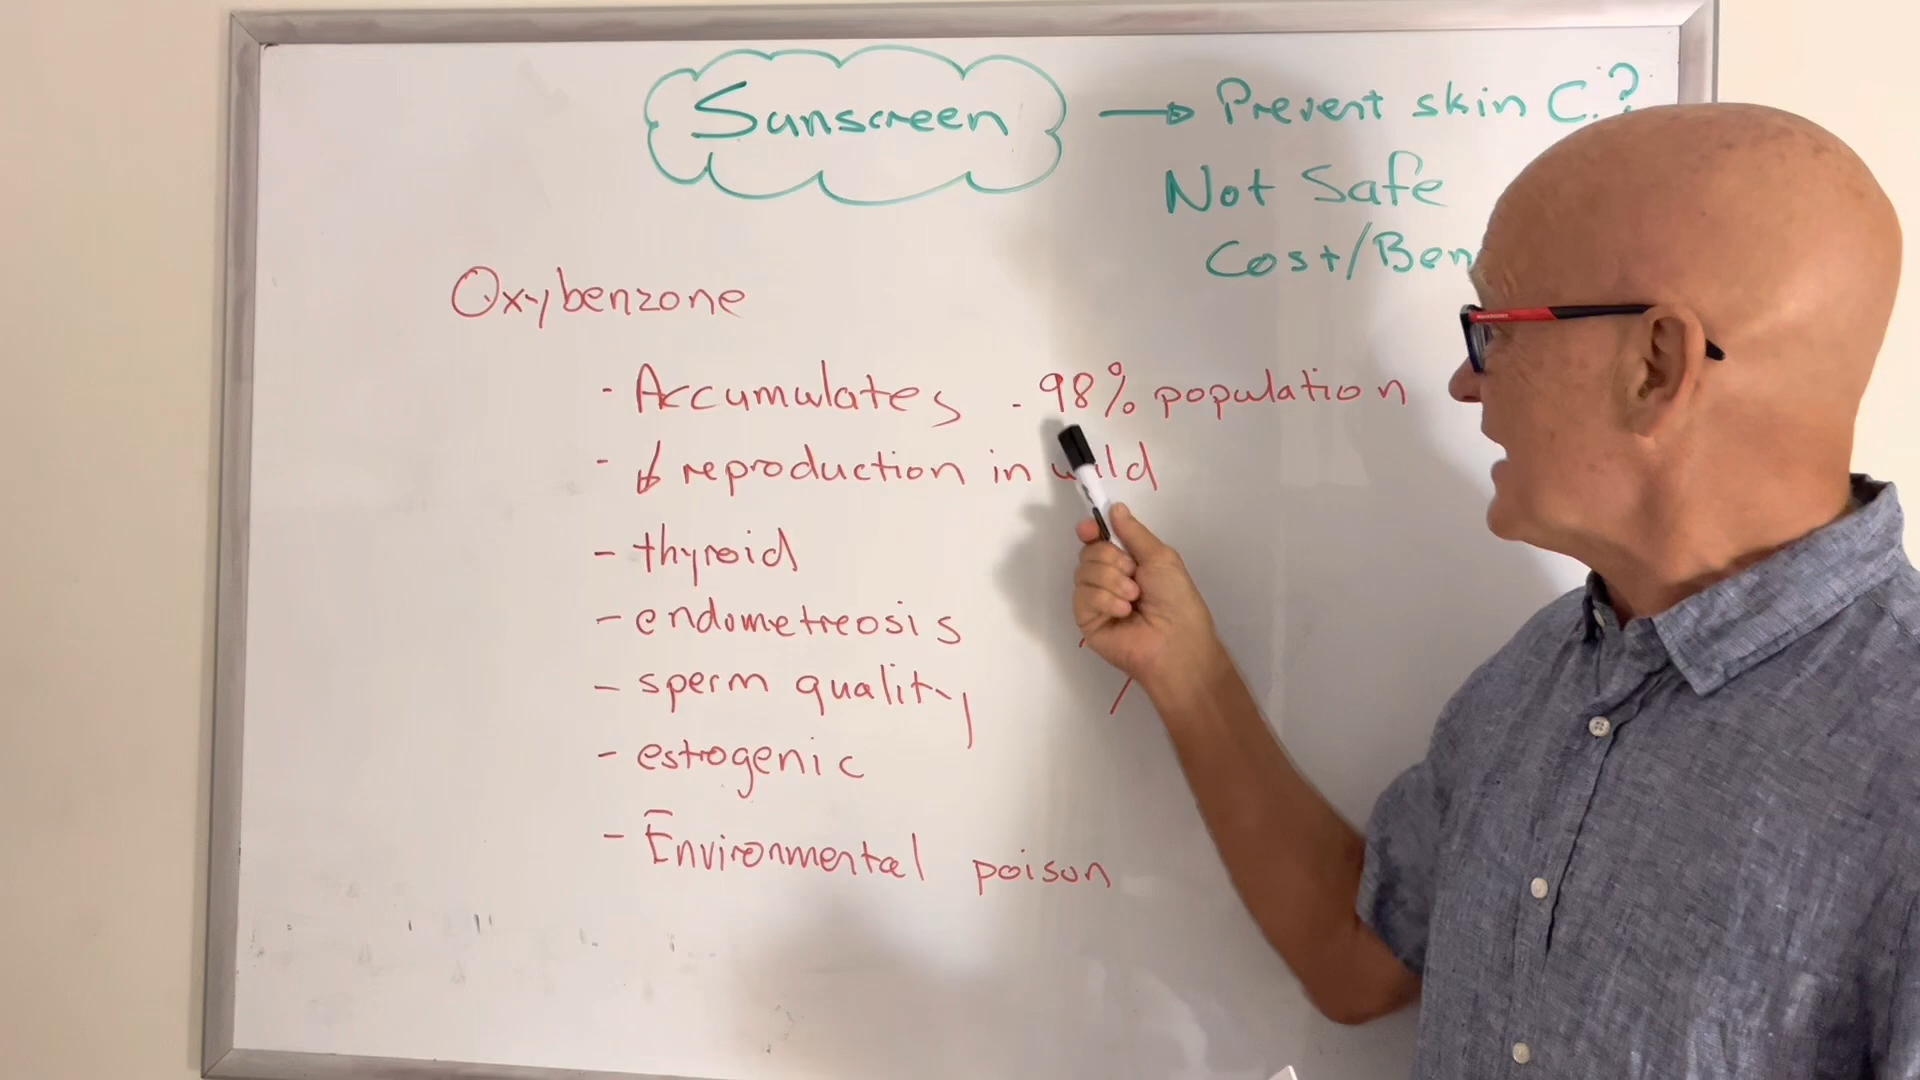 Sunscreen → Prevent skin C.?
Not Safe
Cost/Ben
Oxybenzone
- Accumulates - 98% population
- ↓ reproduction in wild
- thyroid
- endometreosis
- sperm quality
- estrogenic
- Environmental poison